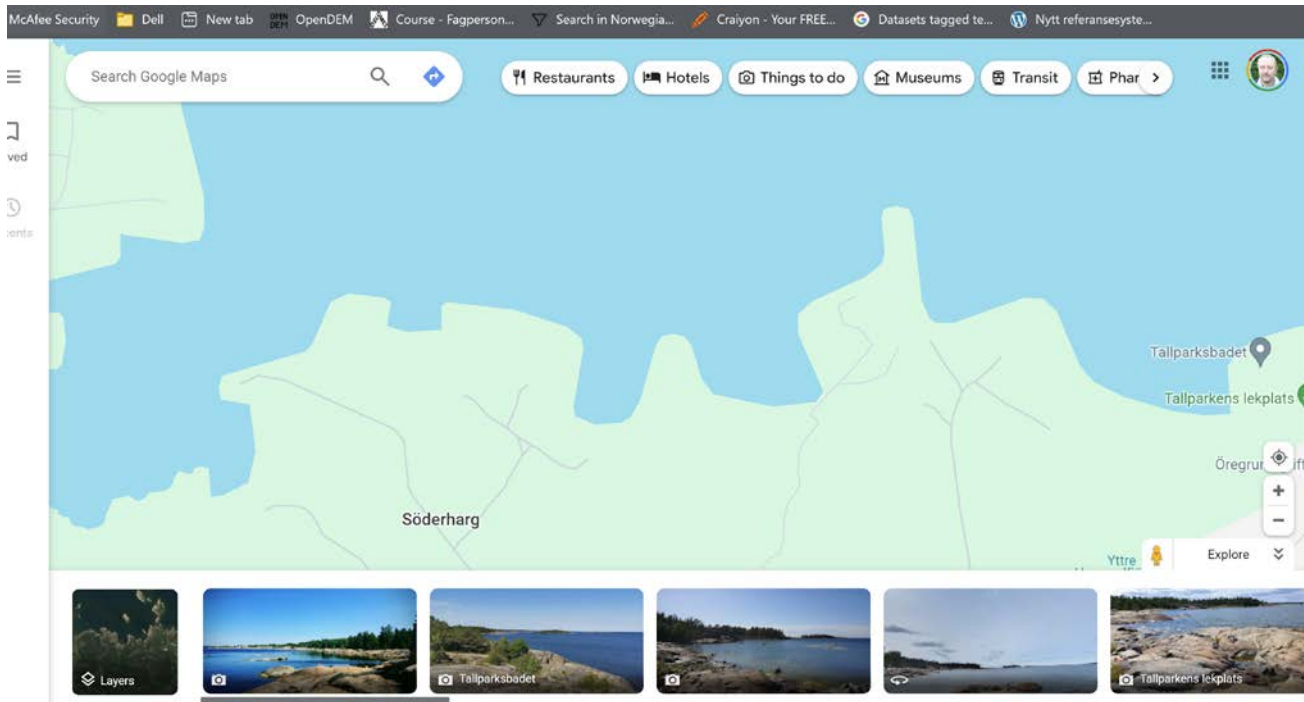 McAfee Security Dell New tab OPEN DEM OpenDEM Course - Fagperson... Search in Norwegia... Craiyon - Your FREE... Datasets tagged te... Nytt referansesyste...
Search Google Maps Restaurants Hotels Things to do Museums Transit Phar
ved
Tallparksbadet
Tallparkens lekplats
Söderharg
Yttre Explore
Layers Tallparksbadet Tallparkens lekplats